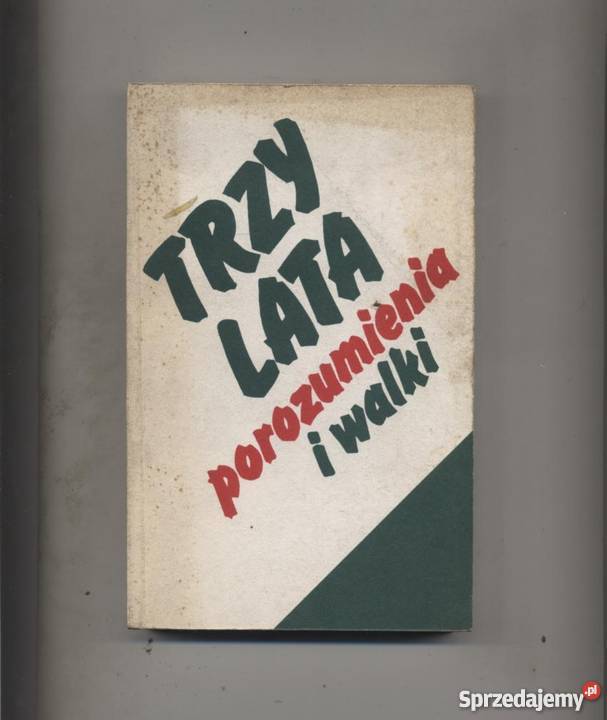 TRZY
LATA
porozumienia
i walki
Sprzedajemy.pl